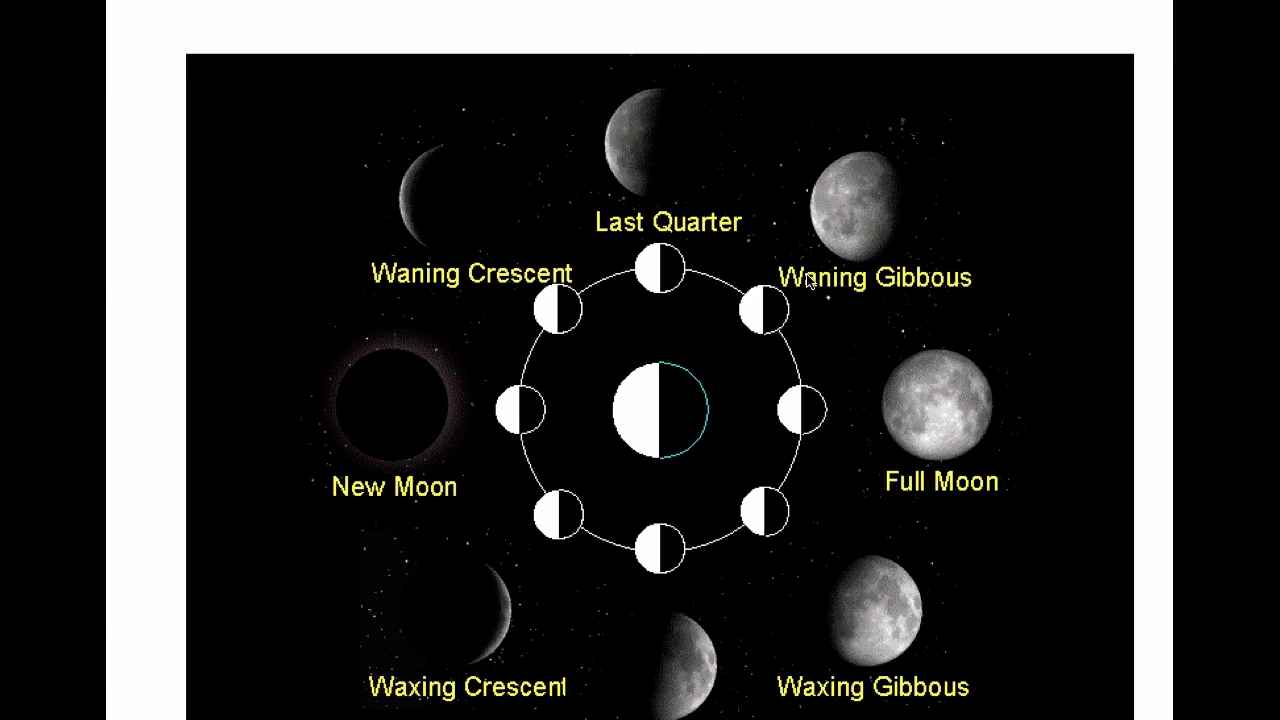 Last Quarter
Waning Crescent
Waning Gibbous
New Moon
Full Moon
Waxing Crescent
Waxing Gibbous